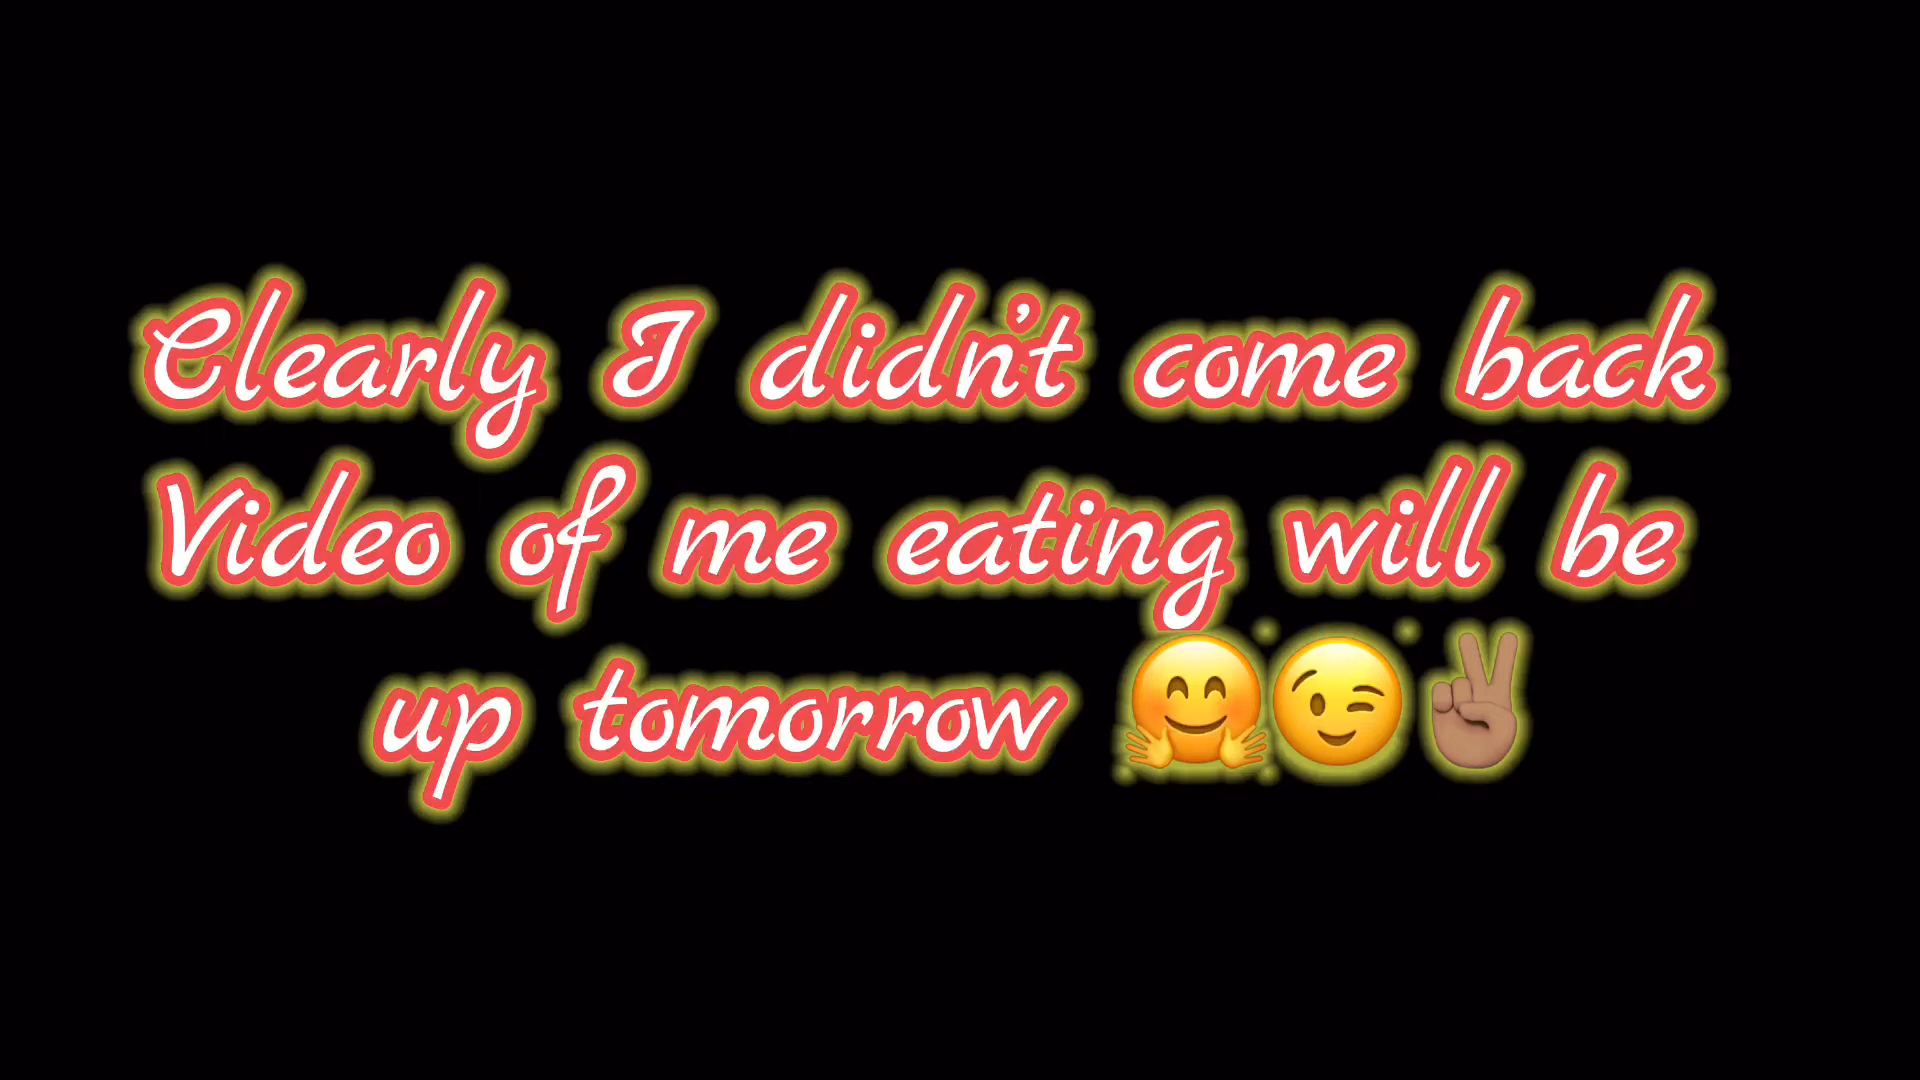 Clearly I didn't come back
Video of me eating will be
up tomorrow 🤗😉✌🏽